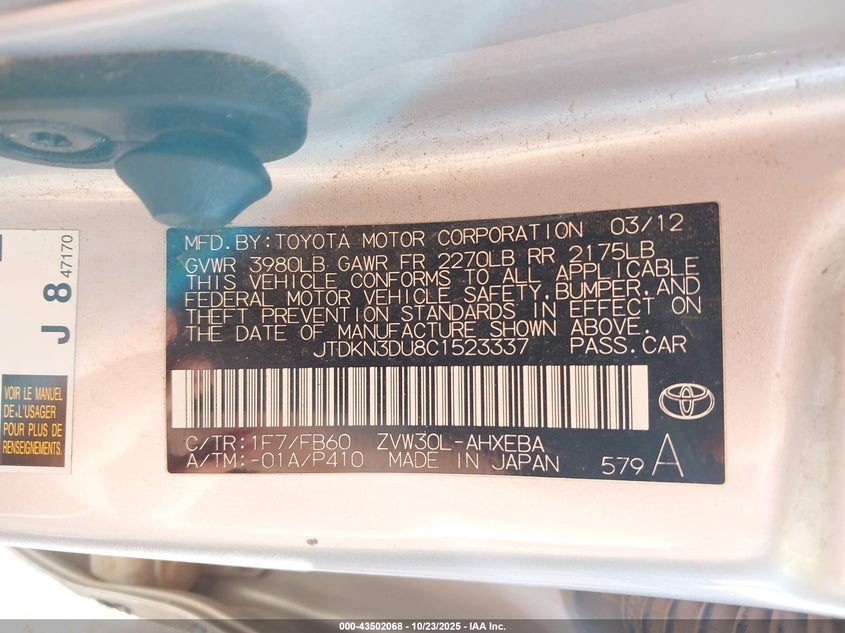 MFD.BY:TOYOTA MOTOR CORPORATION 03/12
GVWR 3980LB GAWR FR 2270LB RR 2175LB
THIS VEHICLE CONFORMS TO ALL APPLICABLE
FEDERAL MOTOR VEHICLE SAFETY,BUMPER,AND
THEFT PREVENTION STANDARDS IN EFFECT ON
THE DATE OF MANUFACTURE SHOWN ABOVE.
JTDKN3DU8C1523337 PASS.CAR
C/TR:1F7/FB60 ZVW30L-AHXEBA
A/TM:-01A/P410 MADE IN JAPAN 579 A
J 8 47170
VOIR LE MANUEL
DE L'USAGER
POUR PLUS DE
RENSEIGNEMENTS.
000-43502068 - 10/23/2025 - IAA Inc.